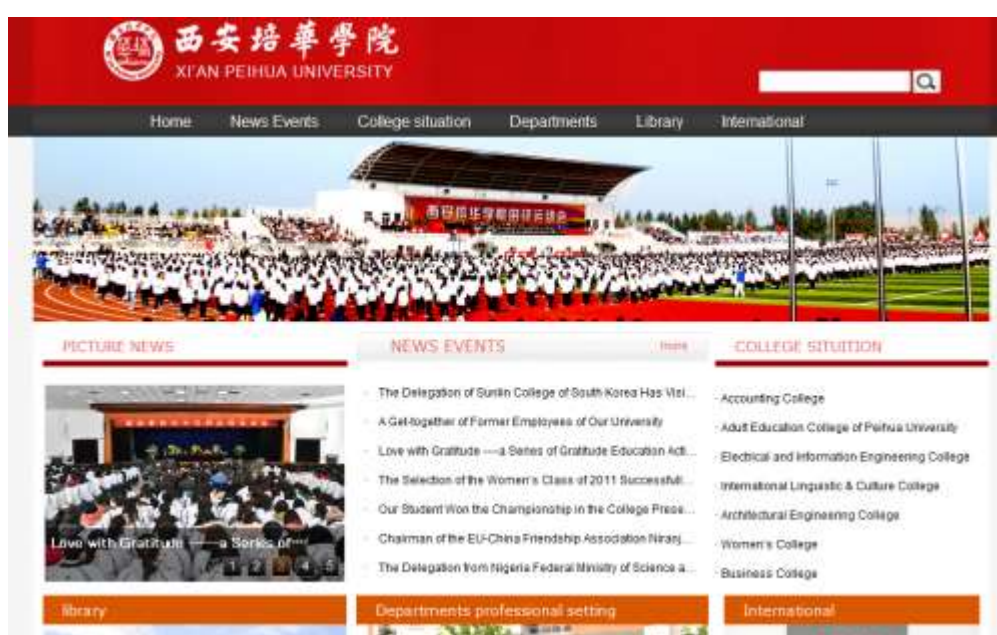 西安培華學院
XI'AN PEIHUA UNIVERSITY
Home News Events College situation Departments Library International
PICTURE NEWS
NEWS EVENTS more
COLLEGE SITUITION
The Delegation of Sunlin College of South Korea Has Visi...
A Get-together of Former Employees of Our University
Love with Gratitude ----a Series of Gratitude Education Acti...
The Selection of the Women's Class of 2011 Successfull...
Our Student Won the Championship in the College Prese...
Chairman of the EU-China Friendship Association Niranj...
The Delegation from Nigeria Federal Ministry of Science a...
Accounting College
Adult Education College of Peihua University
Electrical and Information Engineering College
International Linguistic & Culture College
Architectural Engineering College
Women's College
Business College
Love with Gratitude ----a Series of···
1 2 3 4 5
library
Departments professional setting
International